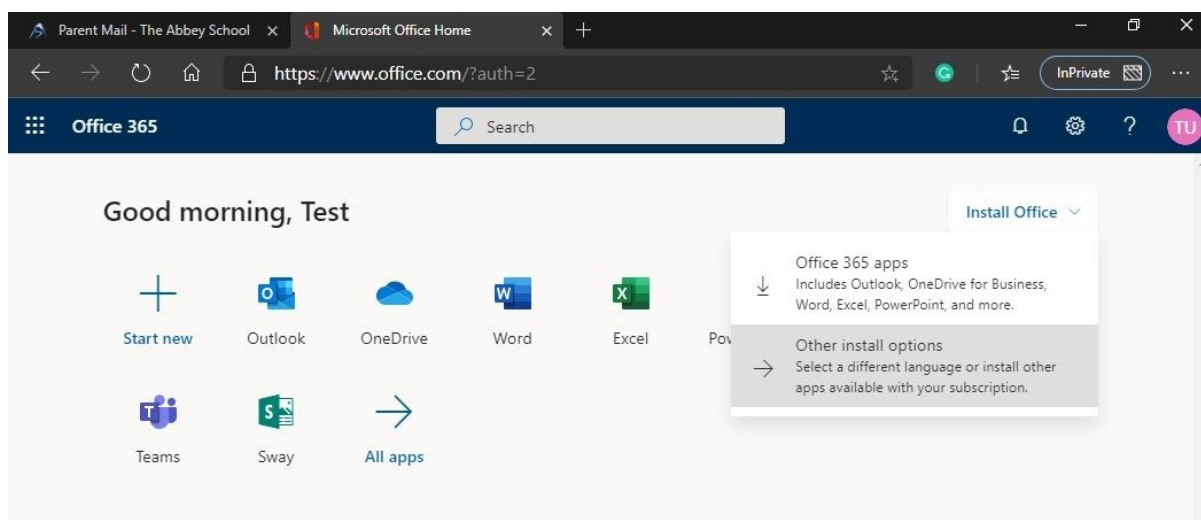 Parent Mail - The Abbey School
Microsoft Office Home
https://www.office.com/?auth=2
InPrivate
Office 365
Search
TU
Good morning, Test
Install Office
Office 365 apps
Includes Outlook, OneDrive for Business,
Word, Excel, PowerPoint, and more.
Other install options
Select a different language or install other
apps available with your subscription.
Start new
Outlook
OneDrive
Word
Excel
Teams
Sway
All apps